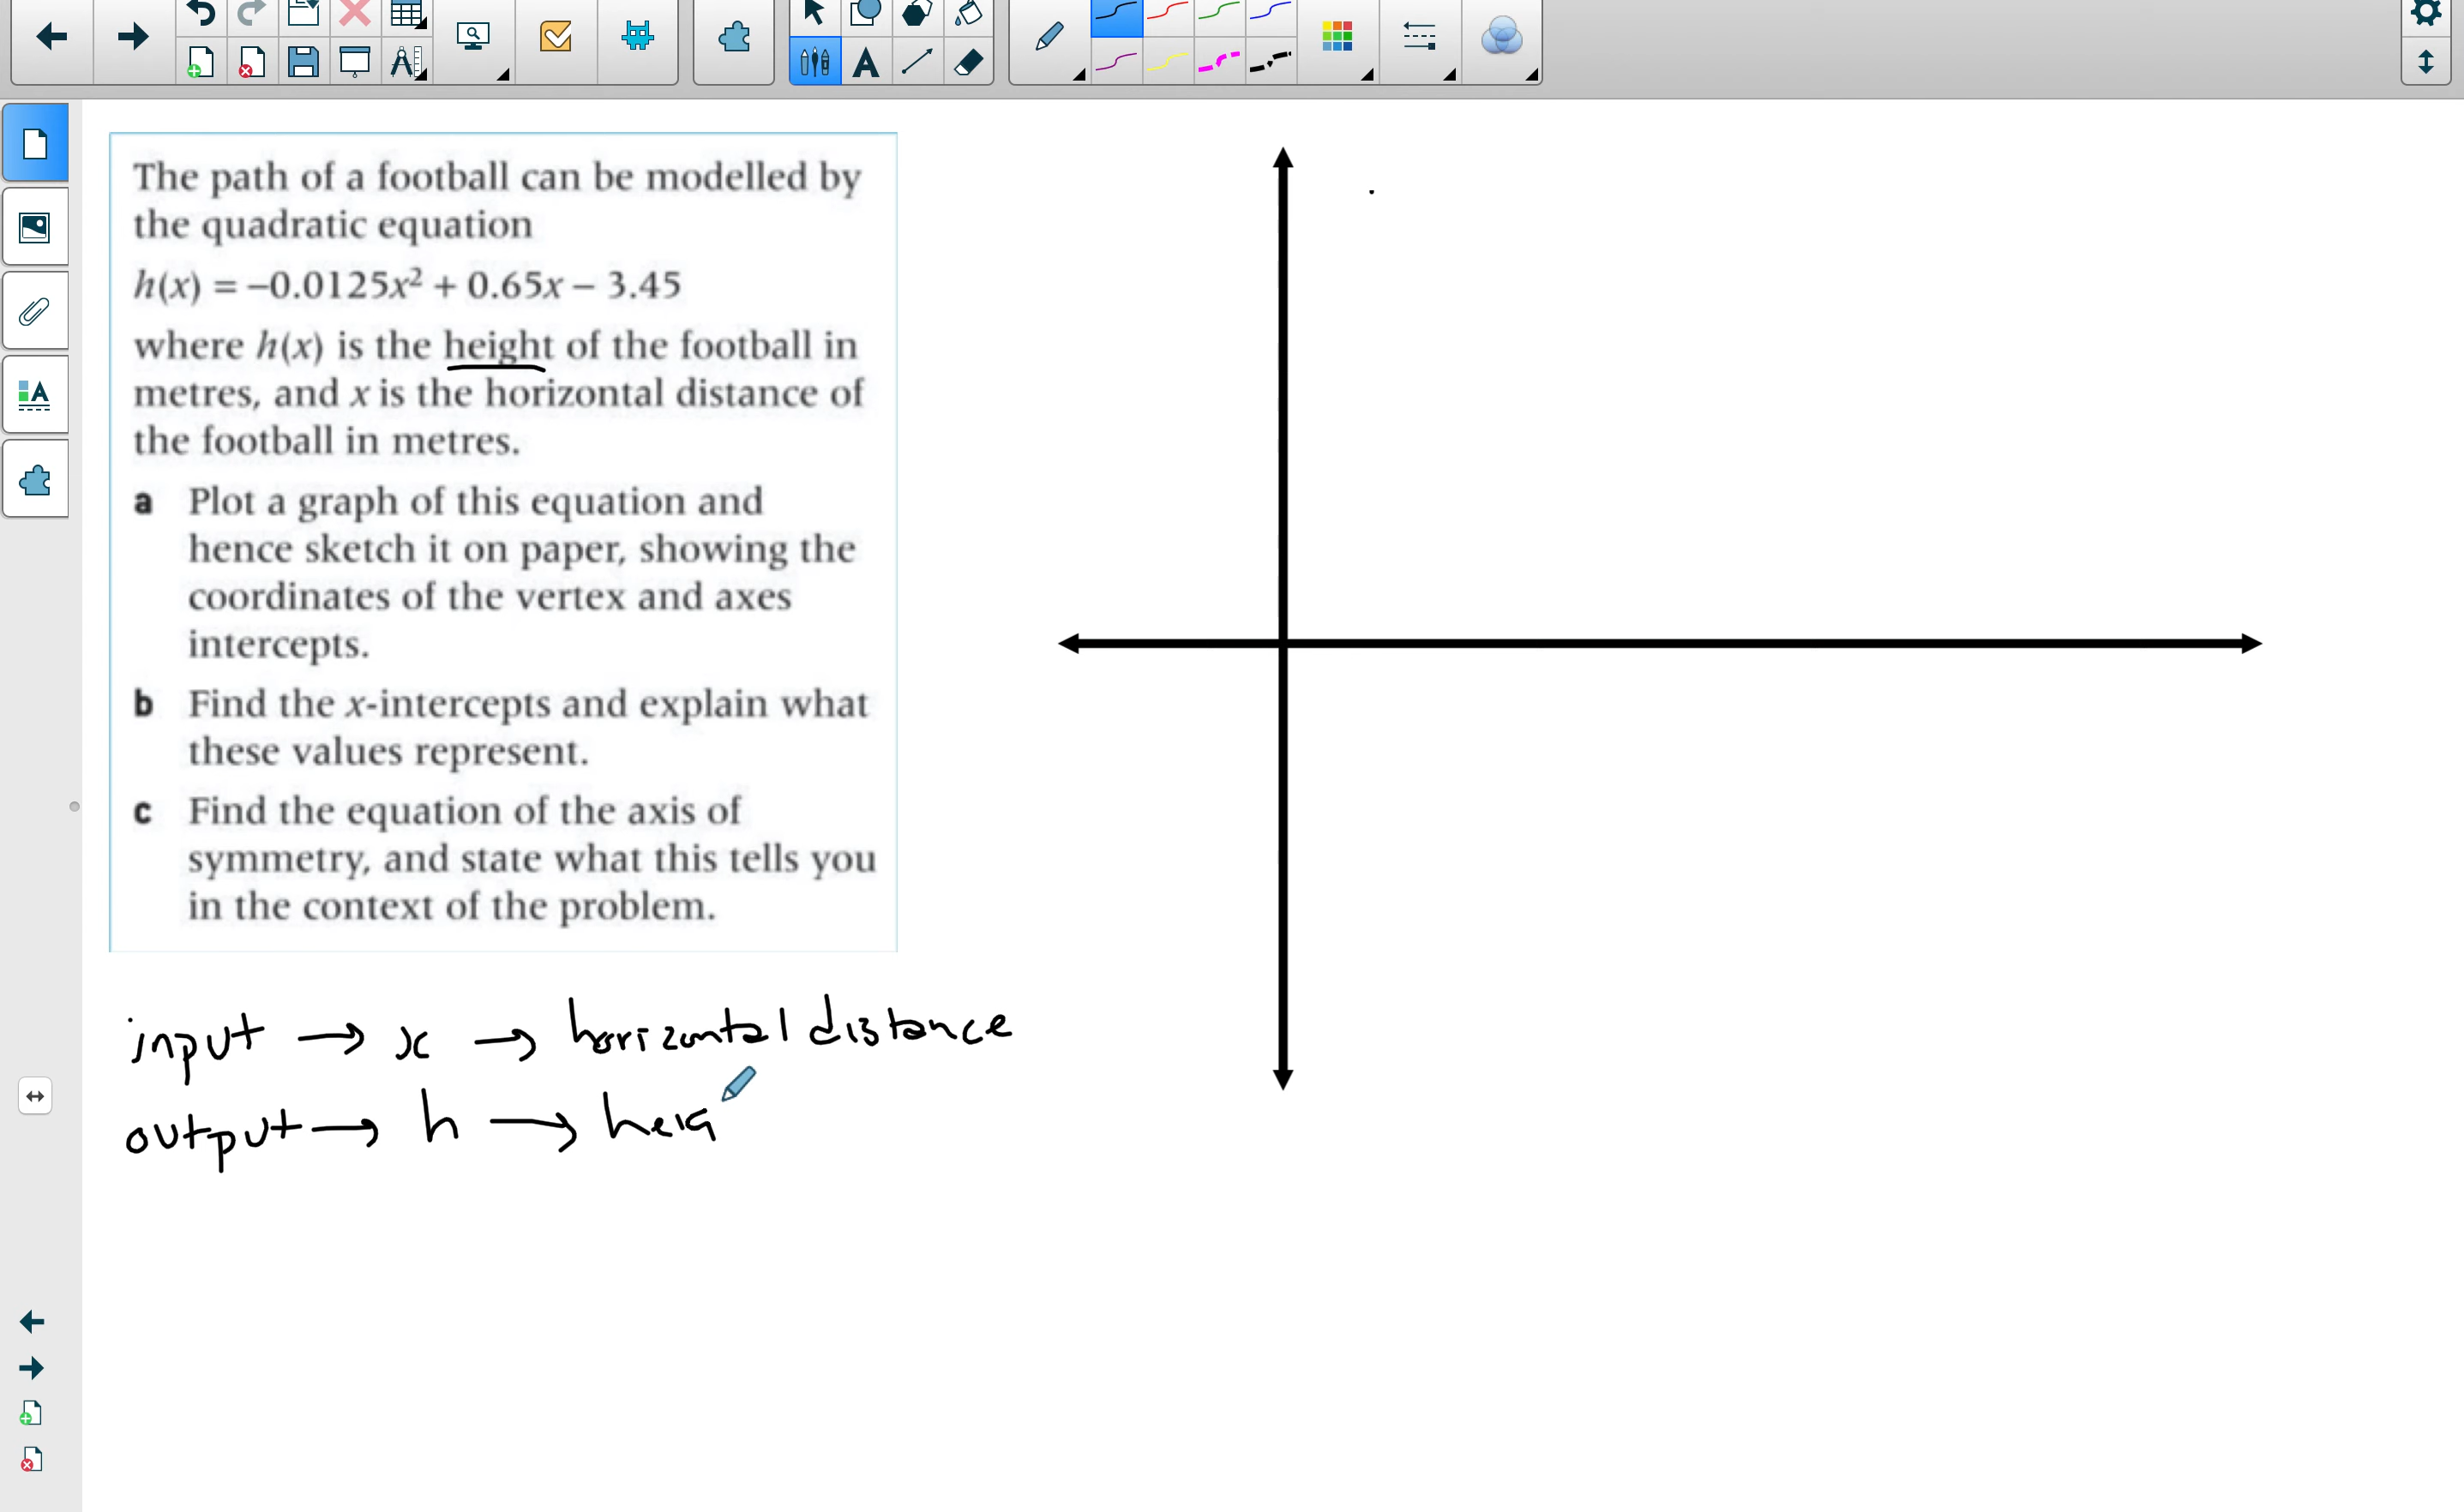 The path of a football can be modelled by
the quadratic equation
h(x) = −0.0125x² + 0.65x − 3.45
where h(x) is the height of the football in
metres, and x is the horizontal distance of
the football in metres.
a Plot a graph of this equation and
hence sketch it on paper, showing the
coordinates of the vertex and axes
intercepts.
b Find the x-intercepts and explain what
these values represent.
c Find the equation of the axis of
symmetry, and state what this tells you
in the context of the problem.
input → x → horizontal distance
output → h → heig